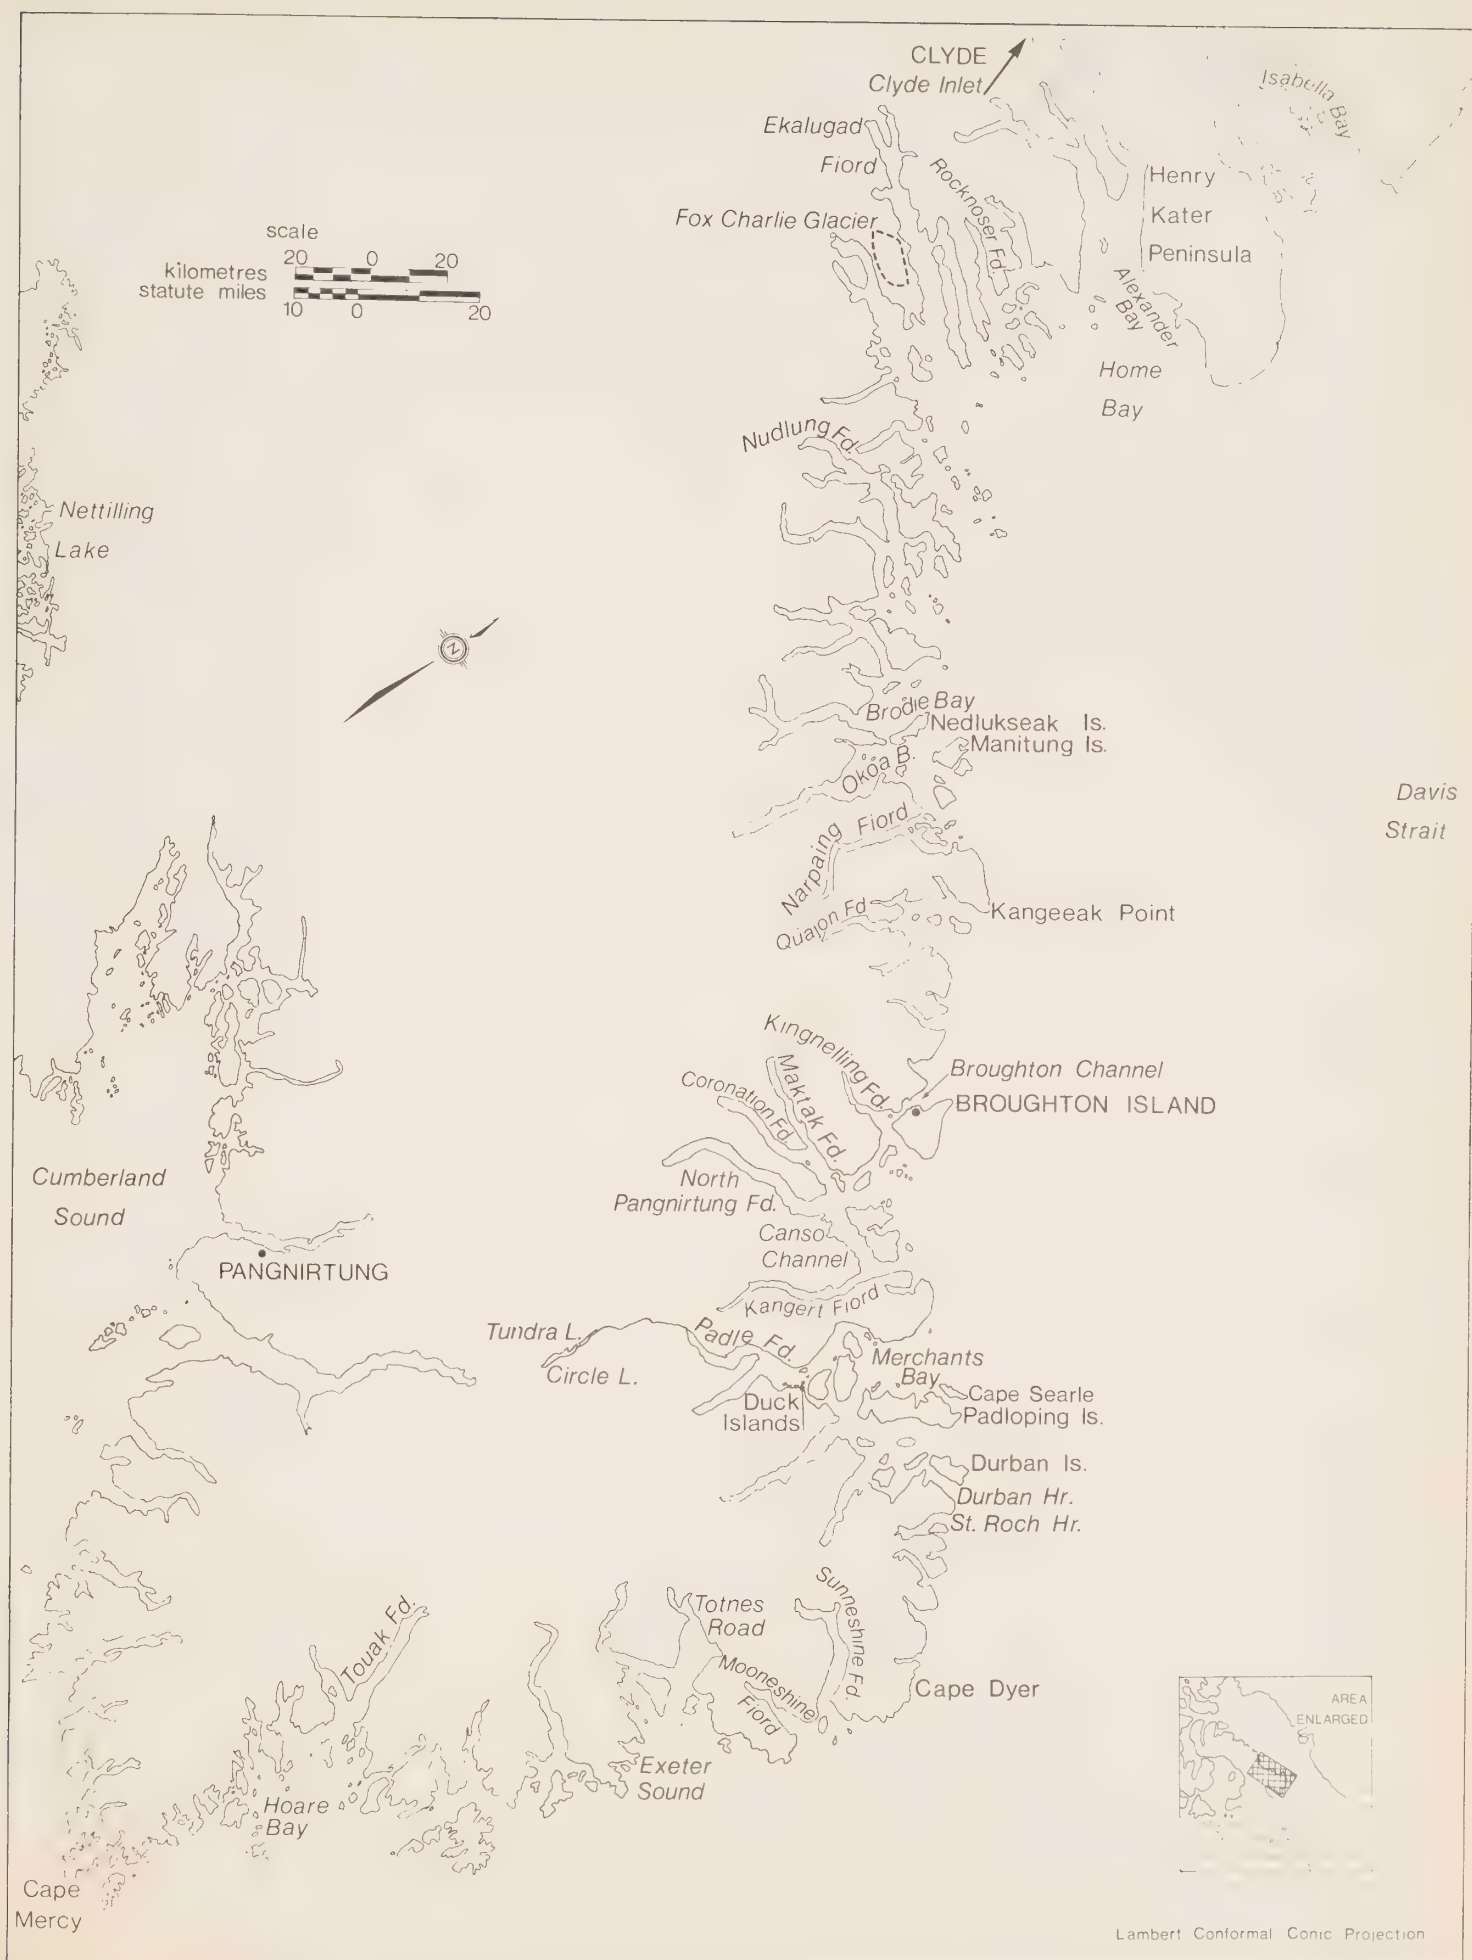 CLYDE
Clyde Inlet
Isabella Bay
Ekalugad
Fiord
Rocknoser Fd.
Henry
Kater
Peninsula
Fox Charlie Glacier
scale
20 0 20
kilometres
statute miles
10 0 20
Alexander
Bay
Home
Bay
Nudlung Fd.
Nettilling
Lake
N
Brodie Bay
Nedlukseak Is.
Manitung Is.
Okoa B.
Davis
Strait
Narpaing Fiord
Kangeeak Point
Quajon Fd
Kingnelling Fd.
Maktak Fd.
Coronation Fd.
Broughton Channel
BROUGHTON ISLAND
Cumberland
Sound
North
Pangnirtung Fd.
Canso
Channel
PANGNIRTUNG
Kangert Fiord
Tundra L.
Padle Fd.
Circle L.
Merchants
Bay
Duck
Islands
Cape Searle
Padloping Is.
Durban Is.
Durban Hr.
St. Roch Hr.
Sunneshine Fd.
Totnes
Road
Touak Fd.
Mooneshine
Fiord
Cape Dyer
AREA
ENLARGED
Exeter
Sound
Hoare
Bay
Cape
Mercy
Lambert Conformal Conic Projection